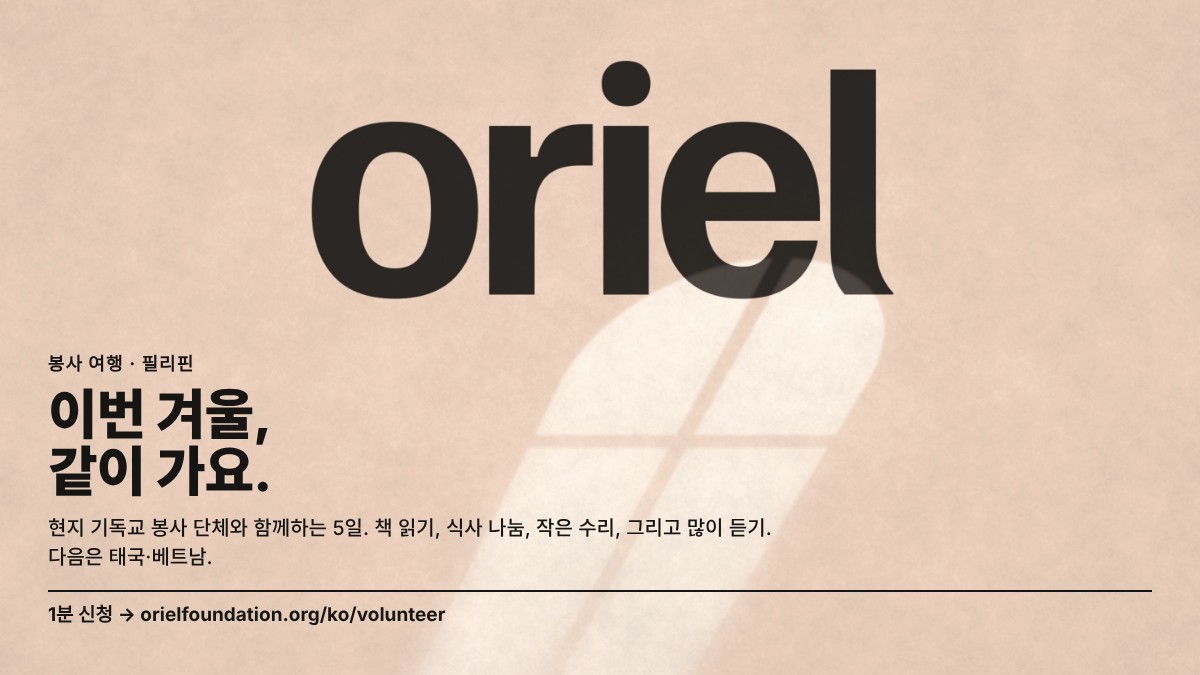 oriel
봉사 여행 · 필리핀
이번 겨울,
같이 가요.
현지 기독교 봉사 단체와 함께하는 5일. 책 읽기, 식사 나눔, 작은 수리, 그리고 많이 듣기.
다음은 태국·베트남.
1분 신청 → orielfoundation.org/ko/volunteer